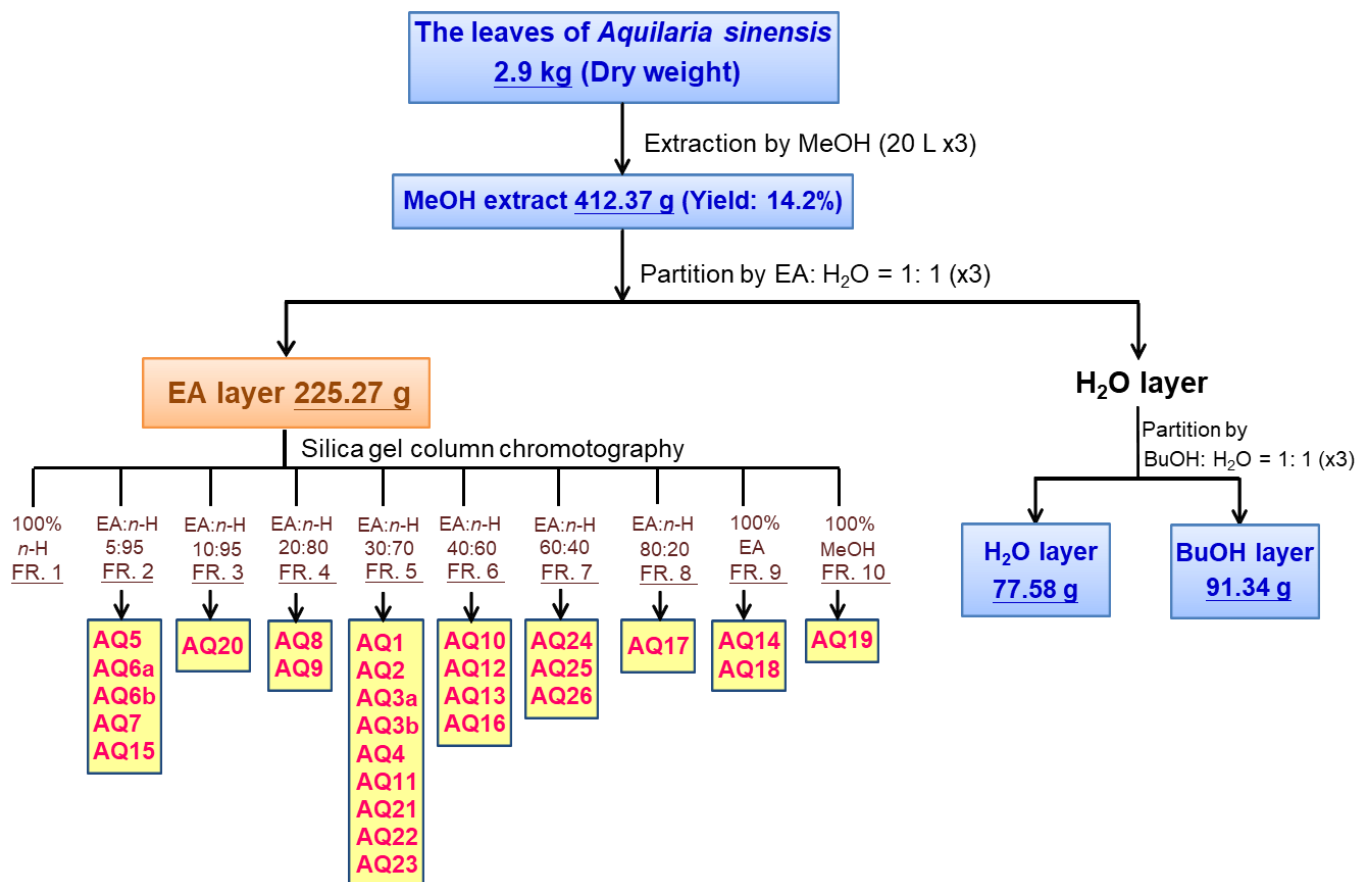 The leaves of Aquilaria sinensis
2.9 kg (Dry weight)
Extraction by MeOH (20 L x3)
MeOH extract 412.37 g (Yield: 14.2%)
Partition by EA: H₂O = 1: 1 (x3)
EA layer 225.27 g
H₂O layer
Silica gel column chromotography
Partition by
BuOH: H₂O = 1: 1 (x3)
100%
n-H
FR. 1
EA:n-H
5:95
FR. 2
EA:n-H
10:95
FR. 3
EA:n-H
20:80
FR. 4
EA:n-H
30:70
FR. 5
EA:n-H
40:60
FR. 6
EA:n-H
60:40
FR. 7
EA:n-H
80:20
FR. 8
100%
EA
FR. 9
100%
MeOH
FR. 10
H₂O layer
77.58 g
BuOH layer
91.34 g
AQ5
AQ6a
AQ6b
AQ7
AQ15
AQ20
AQ8
AQ9
AQ1
AQ2
AQ3a
AQ3b
AQ4
AQ11
AQ21
AQ22
AQ23
AQ10
AQ12
AQ13
AQ16
AQ24
AQ25
AQ26
AQ17
AQ14
AQ18
AQ19